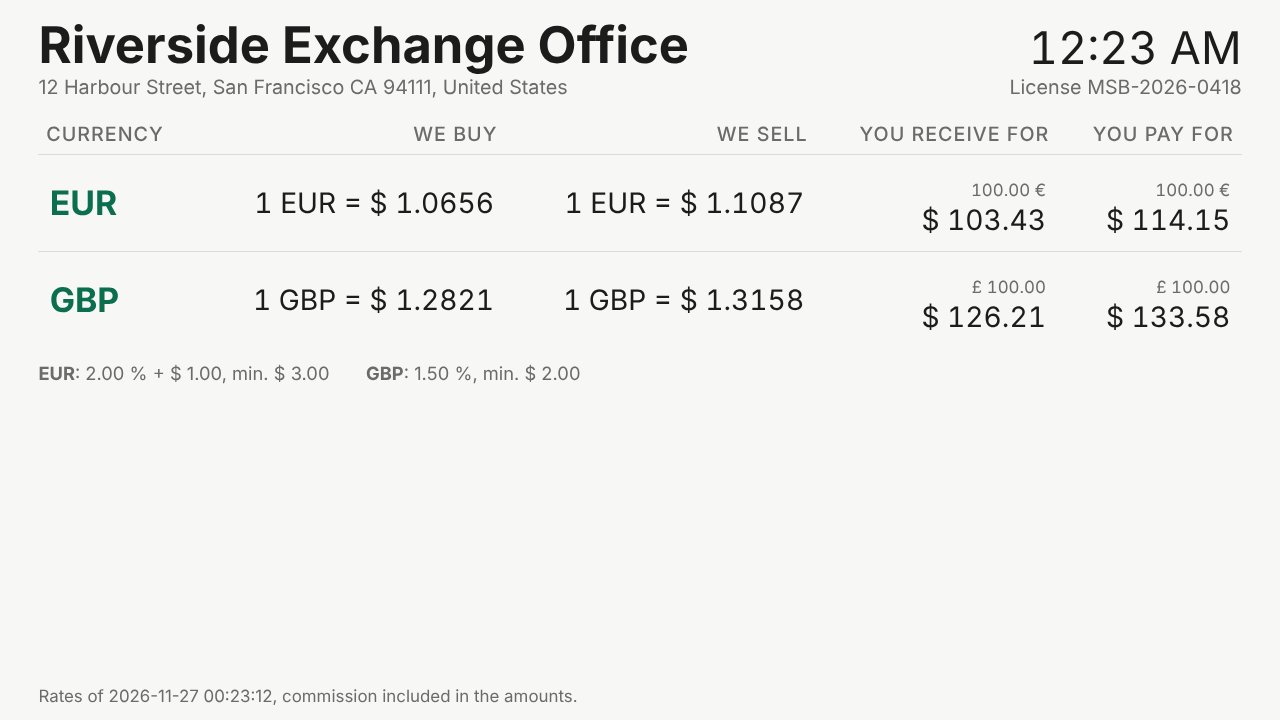 Riverside Exchange Office
12:23 AM
12 Harbour Street, San Francisco CA 94111, United States
License MSB-2026-0418
CURRENCY WE BUY WE SELL YOU RECEIVE FOR YOU PAY FOR
100.00 € 100.00 €
EUR 1 EUR = $ 1.0656 1 EUR = $ 1.1087 $ 103.43 $ 114.15
£ 100.00 £ 100.00
GBP 1 GBP = $ 1.2821 1 GBP = $ 1.3158 $ 126.21 $ 133.58
EUR: 2.00 % + $ 1.00, min. $ 3.00 GBP: 1.50 %, min. $ 2.00
Rates of 2026-11-27 00:23:12, commission included in the amounts.